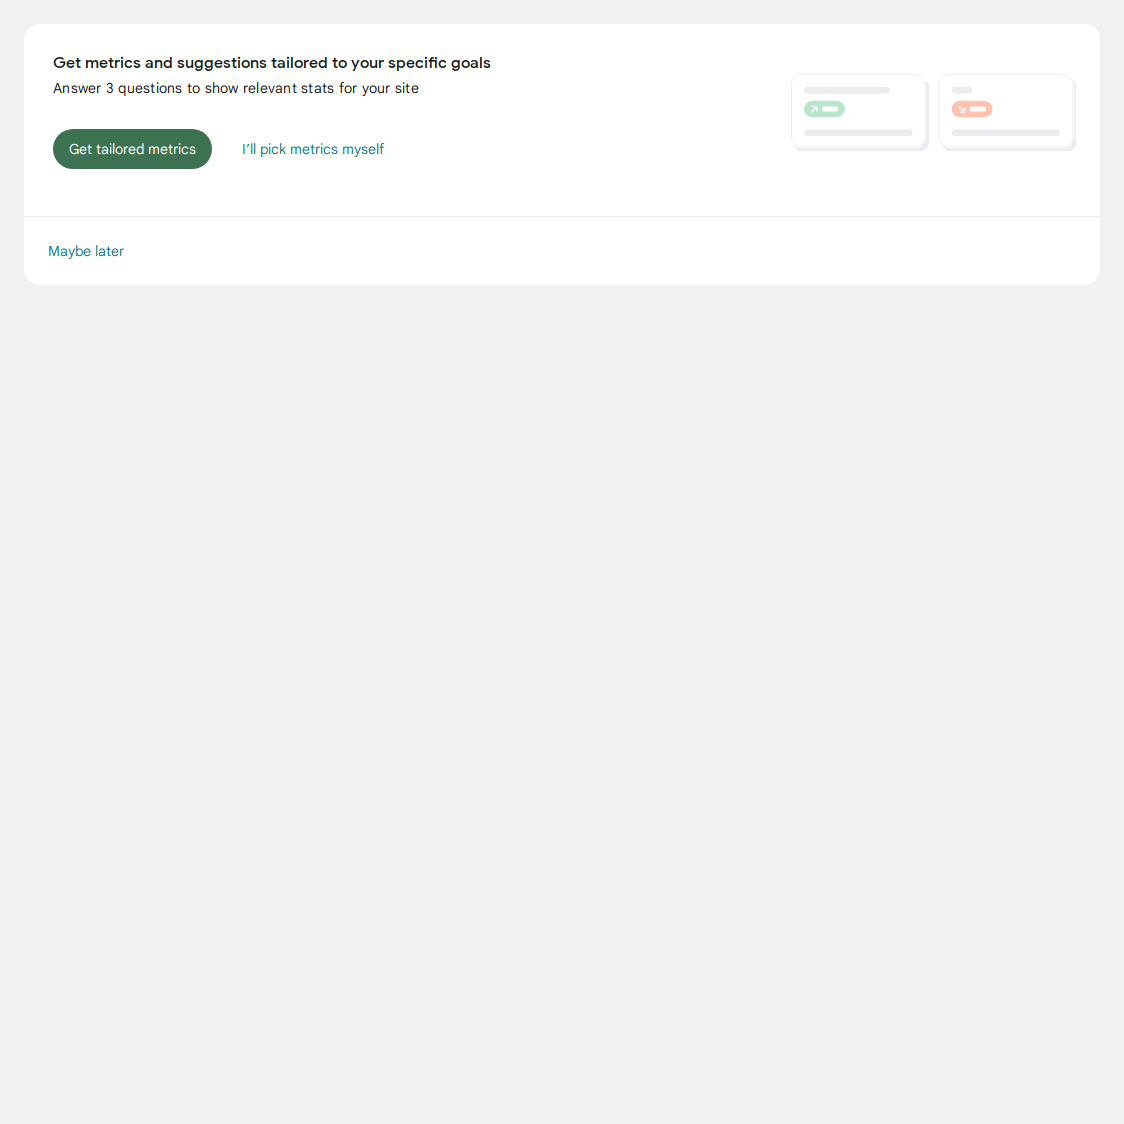 Get metrics and suggestions tailored to your specific goals
Answer 3 questions to show relevant stats for your site
Get tailored metrics
I’ll pick metrics myself
Maybe later